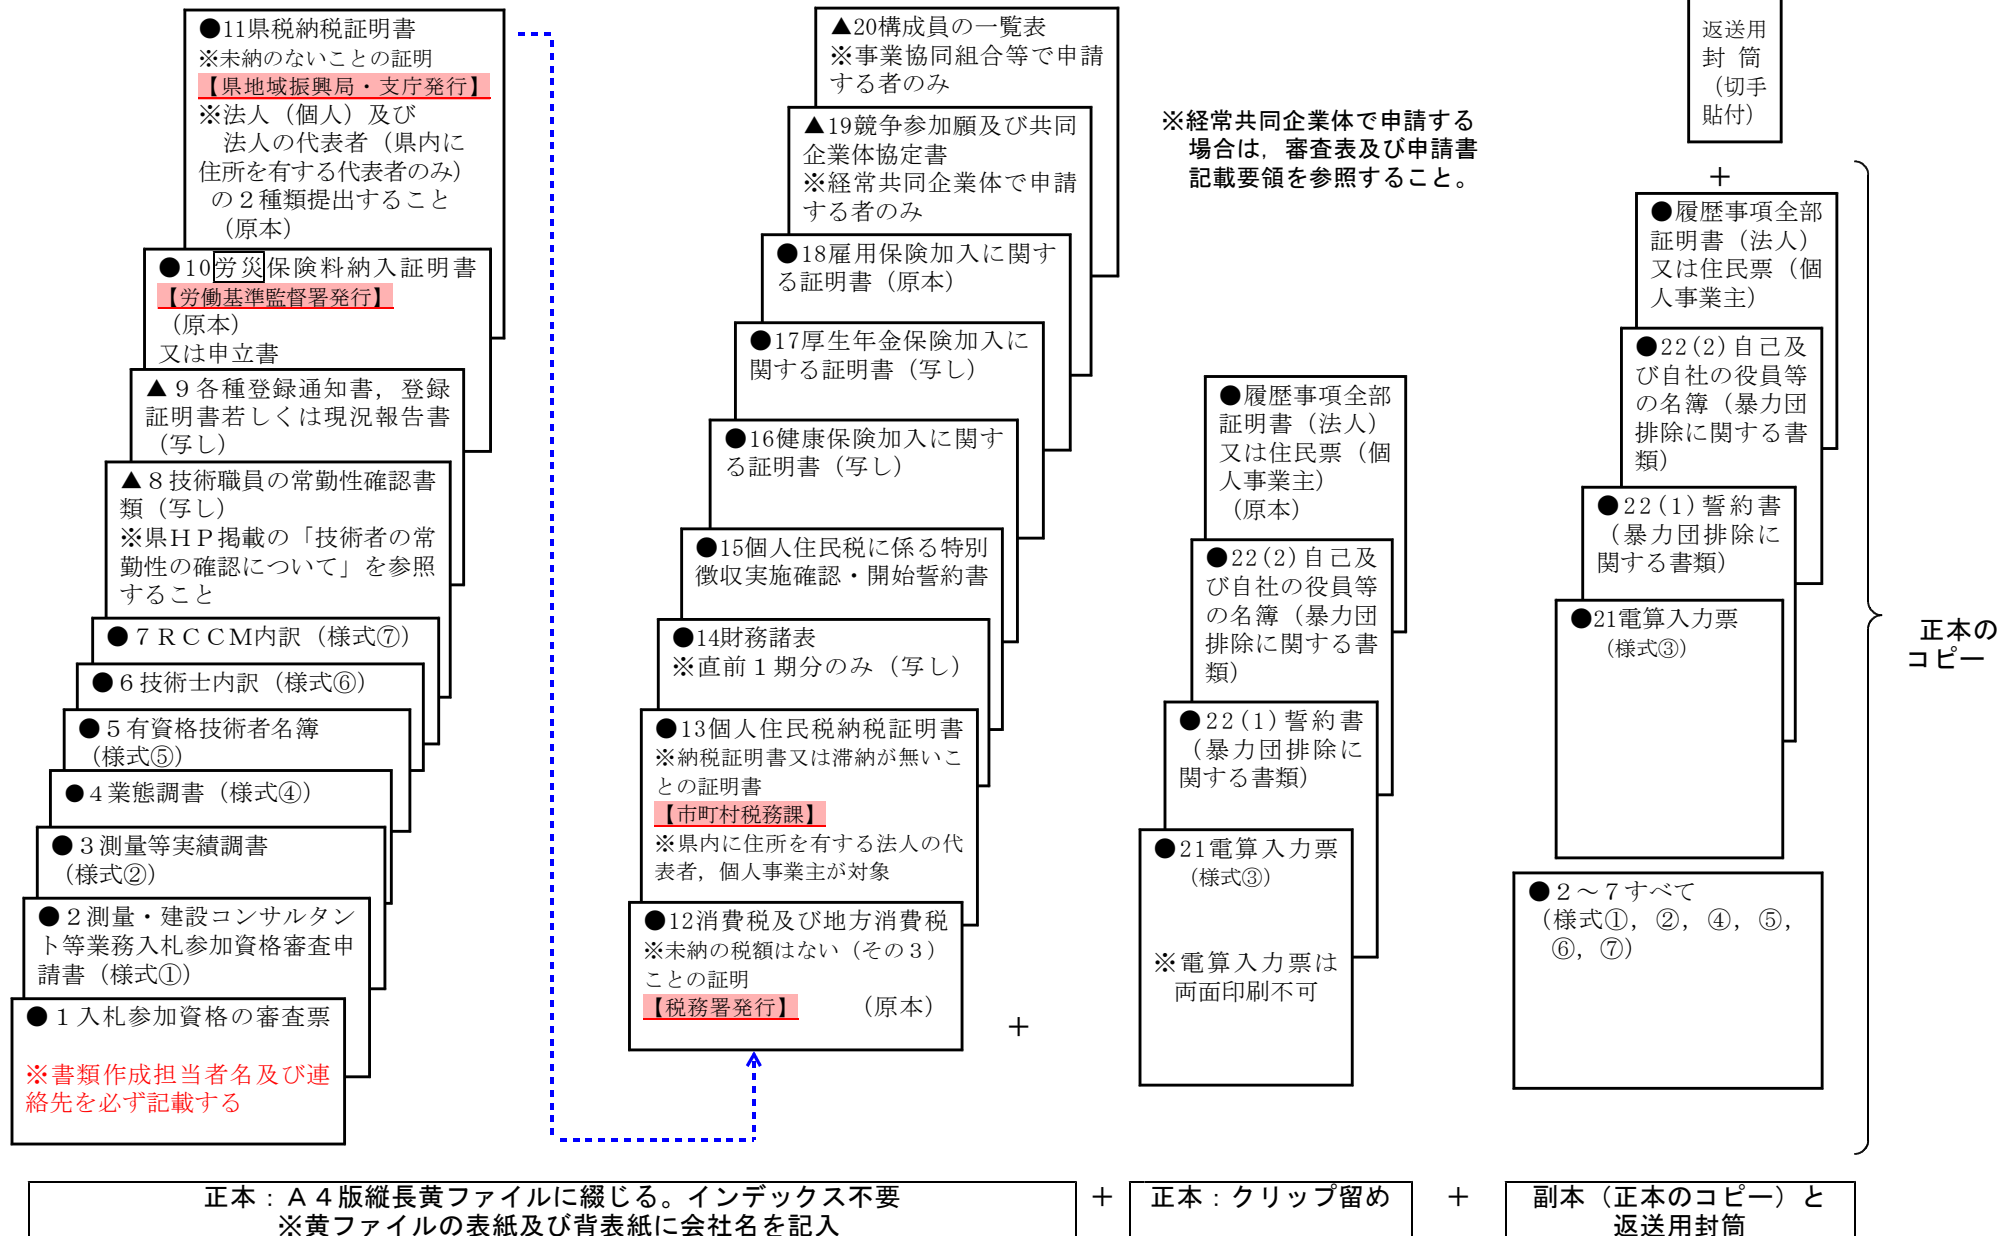 ●11県税納税証明書
※未納のないことの証明
【県地域振興局・支庁発行】
※法人（個人）及び
法人の代表者（県内に
住所を有する代表者のみ）
の２種類提出すること
（原本）
●10労災保険料納入証明書
【労働基準監督署発行】
（原本）
又は申立書
▲９各種登録通知書，登録
証明書若しくは現況報告書
（写し）
▲８技術職員の常勤性確認書
類（写し）
※県ＨＰ掲載の「技術者の常
勤性の確認について」を参照
すること
●７ＲＣＣＭ内訳（様式⑦）
●６技術士内訳（様式⑥）
●５有資格技術者名簿
（様式⑤）
●４業態調書（様式④）
●３測量等実績調書
（様式②）
●２測量・建設コンサルタン
ト等業務入札参加資格審査申
請書（様式①）
●１入札参加資格の審査票
※書類作成担当者名及び連
絡先を必ず記載する
▲20構成員の一覧表
※事業協同組合等で申請
する者のみ
▲19競争参加願及び共同
企業体協定書
※経常共同企業体で申請
する者のみ
●18雇用保険加入に関す
る証明書（原本）
●17厚生年金保険加入に
関する証明書（写し）
●16健康保険加入に関す
る証明書（写し）
●15個人住民税に係る特別
徴収実施確認・開始誓約書
●14財務諸表
※直前１期分のみ（写し）
●13個人住民税納税証明書
※納税証明書又は滞納が無いこ
との証明書
【市町村税務課】
※県内に住所を有する法人の代
表者，個人事業主が対象
●12消費税及び地方消費税
※未納の税額はない（その３）
ことの証明
【税務署発行】　　（原本）
＋
※経常共同企業体で申請する
場合は，審査表及び申請書
記載要領を参照すること。
●履歴事項全部
証明書（法人）
又は住民票（個
人事業主）
（原本）
●22(2)自己及
び自社の役員等
の名簿（暴力団
排除に関する書
類）
●22(1)誓約書
（暴力団排除に
関する書類）
●21電算入力票
（様式③）
※電算入力票は
両面印刷不可
返送用
封 筒
（切手
貼付）
＋
●履歴事項全部
証明書（法人）
又は住民票（個
人事業主）
●22(2)自己及
び自社の役員等
の名簿（暴力団
排除に関する書
類）
●22(1)誓約書
（暴力団排除に
関する書類）
●21電算入力票
（様式③）
●２～７すべて
（様式①，②，④，⑤，
⑥，⑦）
正本の
コピー
正本：Ａ４版縦長黄ファイルに綴じる。インデックス不要
※黄ファイルの表紙及び背表紙に会社名を記入
＋
正本：クリップ留め
＋
副本（正本のコピー）と
返送用封筒